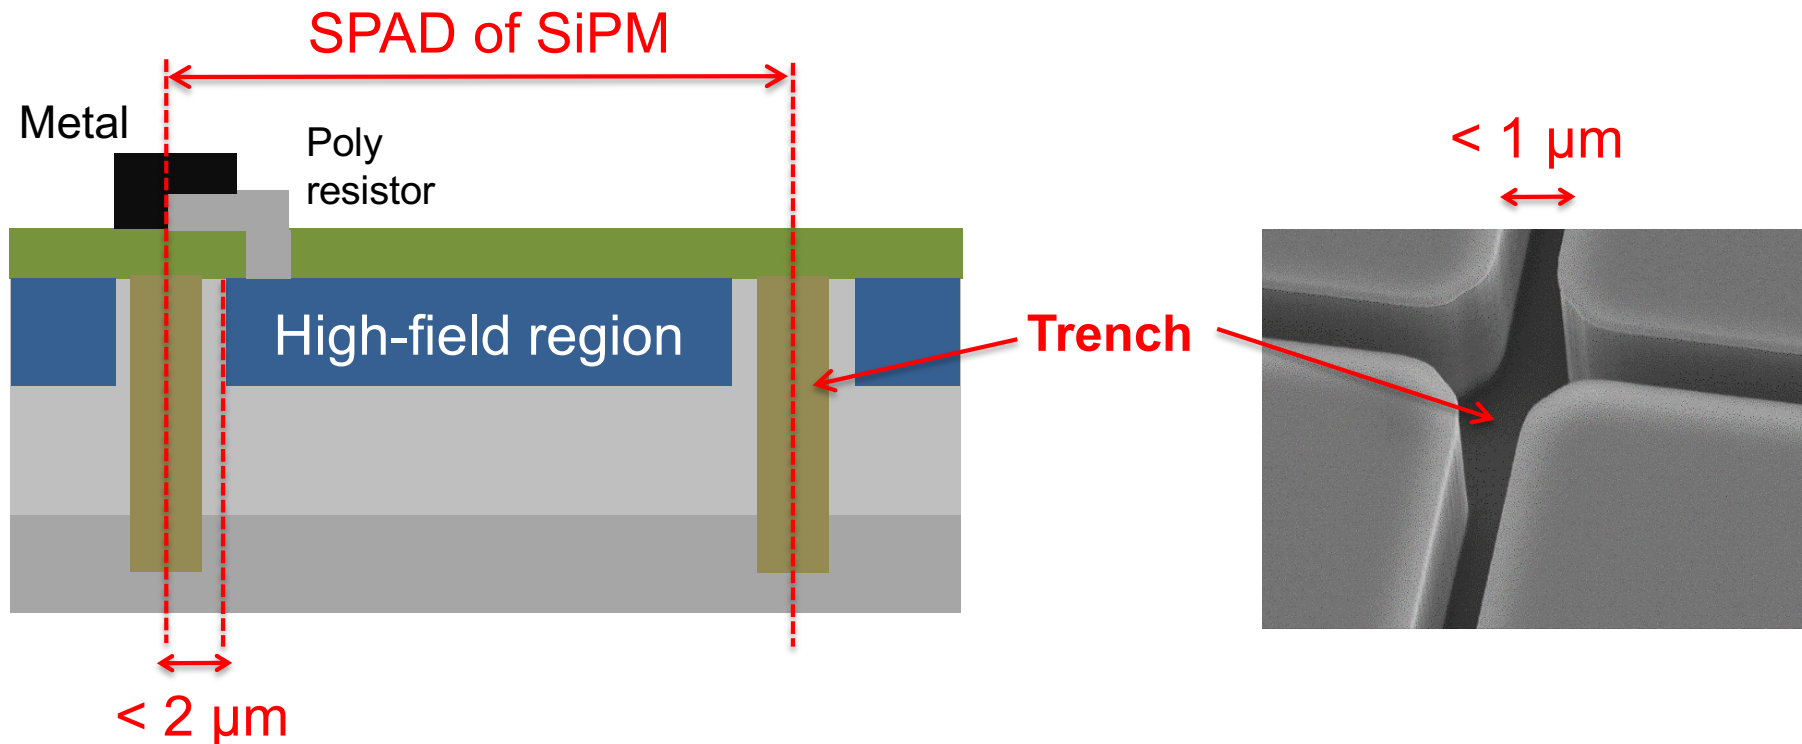 SPAD of SiPM
Metal
Poly
resistor
< 1 µm
High-field region
Trench
< 2 µm